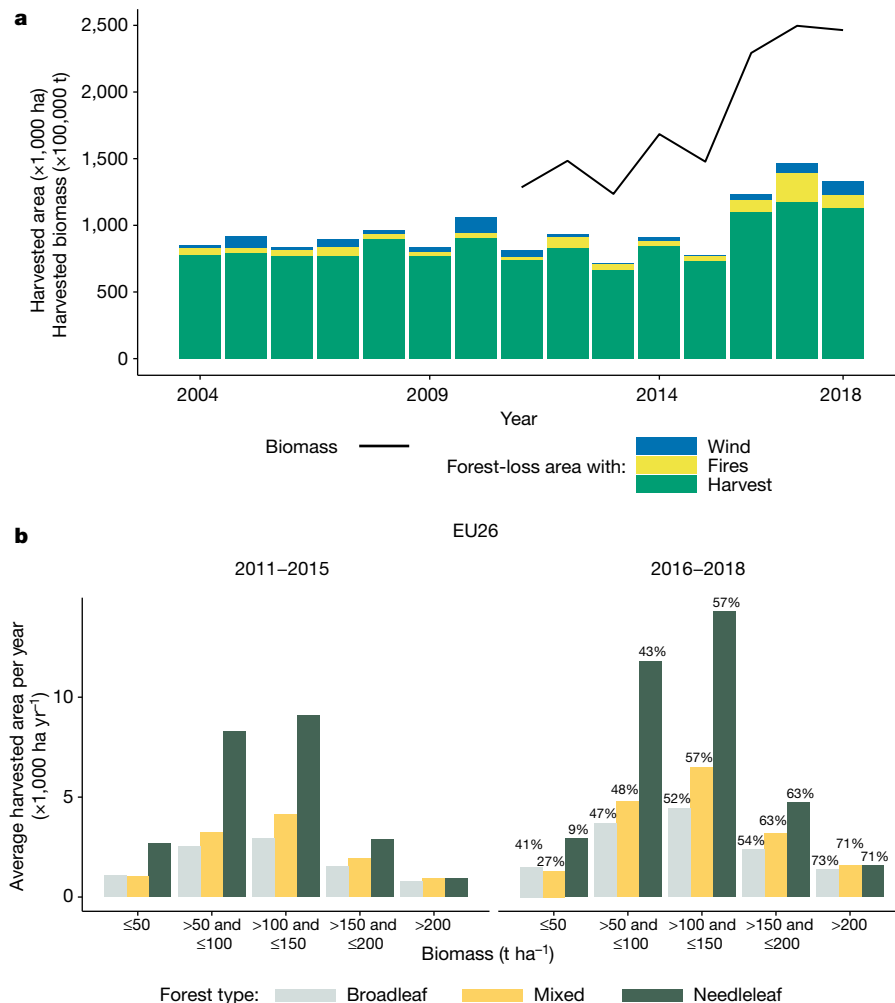 a
Harvested area (×1,000 ha)
Harvested biomass (×100,000 t)
2,500
2,000
1,500
1,000
500
0
2004
2009
2014
2018
Year
Biomass
Forest-loss area with:
Wind
Fires
Harvest
b
EU26
2011–2015
2016–2018
Average harvested area per year
(×1,000 ha yr⁻¹)
10
5
0
41%
27%
9%
47%
48%
43%
52%
57%
57%
54%
63%
63%
73%
71%
71%
≤50
>50 and
≤100
>100 and
≤150
>150 and
≤200
>200
≤50
>50 and
≤100
>100 and
≤150
>150 and
≤200
>200
Biomass (t ha⁻¹)
Forest type:
Broadleaf
Mixed
Needleleaf